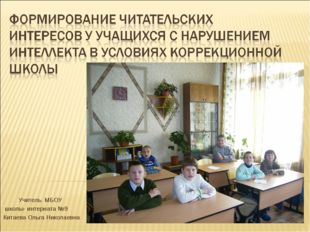 ФОРМИРОВАНИЕ ЧИТАТЕЛЬСКИХ
ИНТЕРЕСОВ У УЧАЩИХСЯ С НАРУШЕНИЕМ
ИНТЕЛЛЕКТА В УСЛОВИЯХ КОРРЕКЦИОННОЙ
ШКОЛЫ
Учитель МБОУ
школы- интерната №9
Китаева Ольга Николаевна